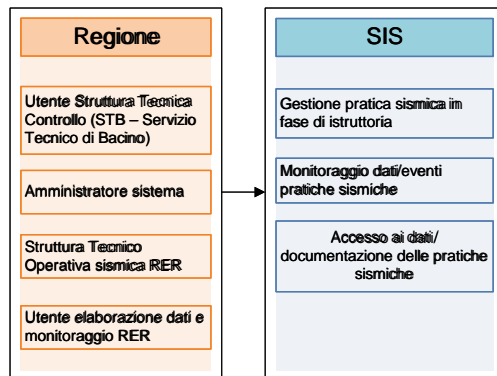 Regione
Utente Struttura Tecnica
Controllo (STB – Servizio
Tecnico di Bacino)
Amministratore sistema
Struttura Tecnico
Operativa sismica RER
Utente elaborazione dati e
monitoraggio RER
SIS
Gestione pratica sismica in
fase di istruttoria
Monitoraggio dati/eventi
pratiche sismiche
Accesso ai dati/
documentazione delle pratiche
sismiche